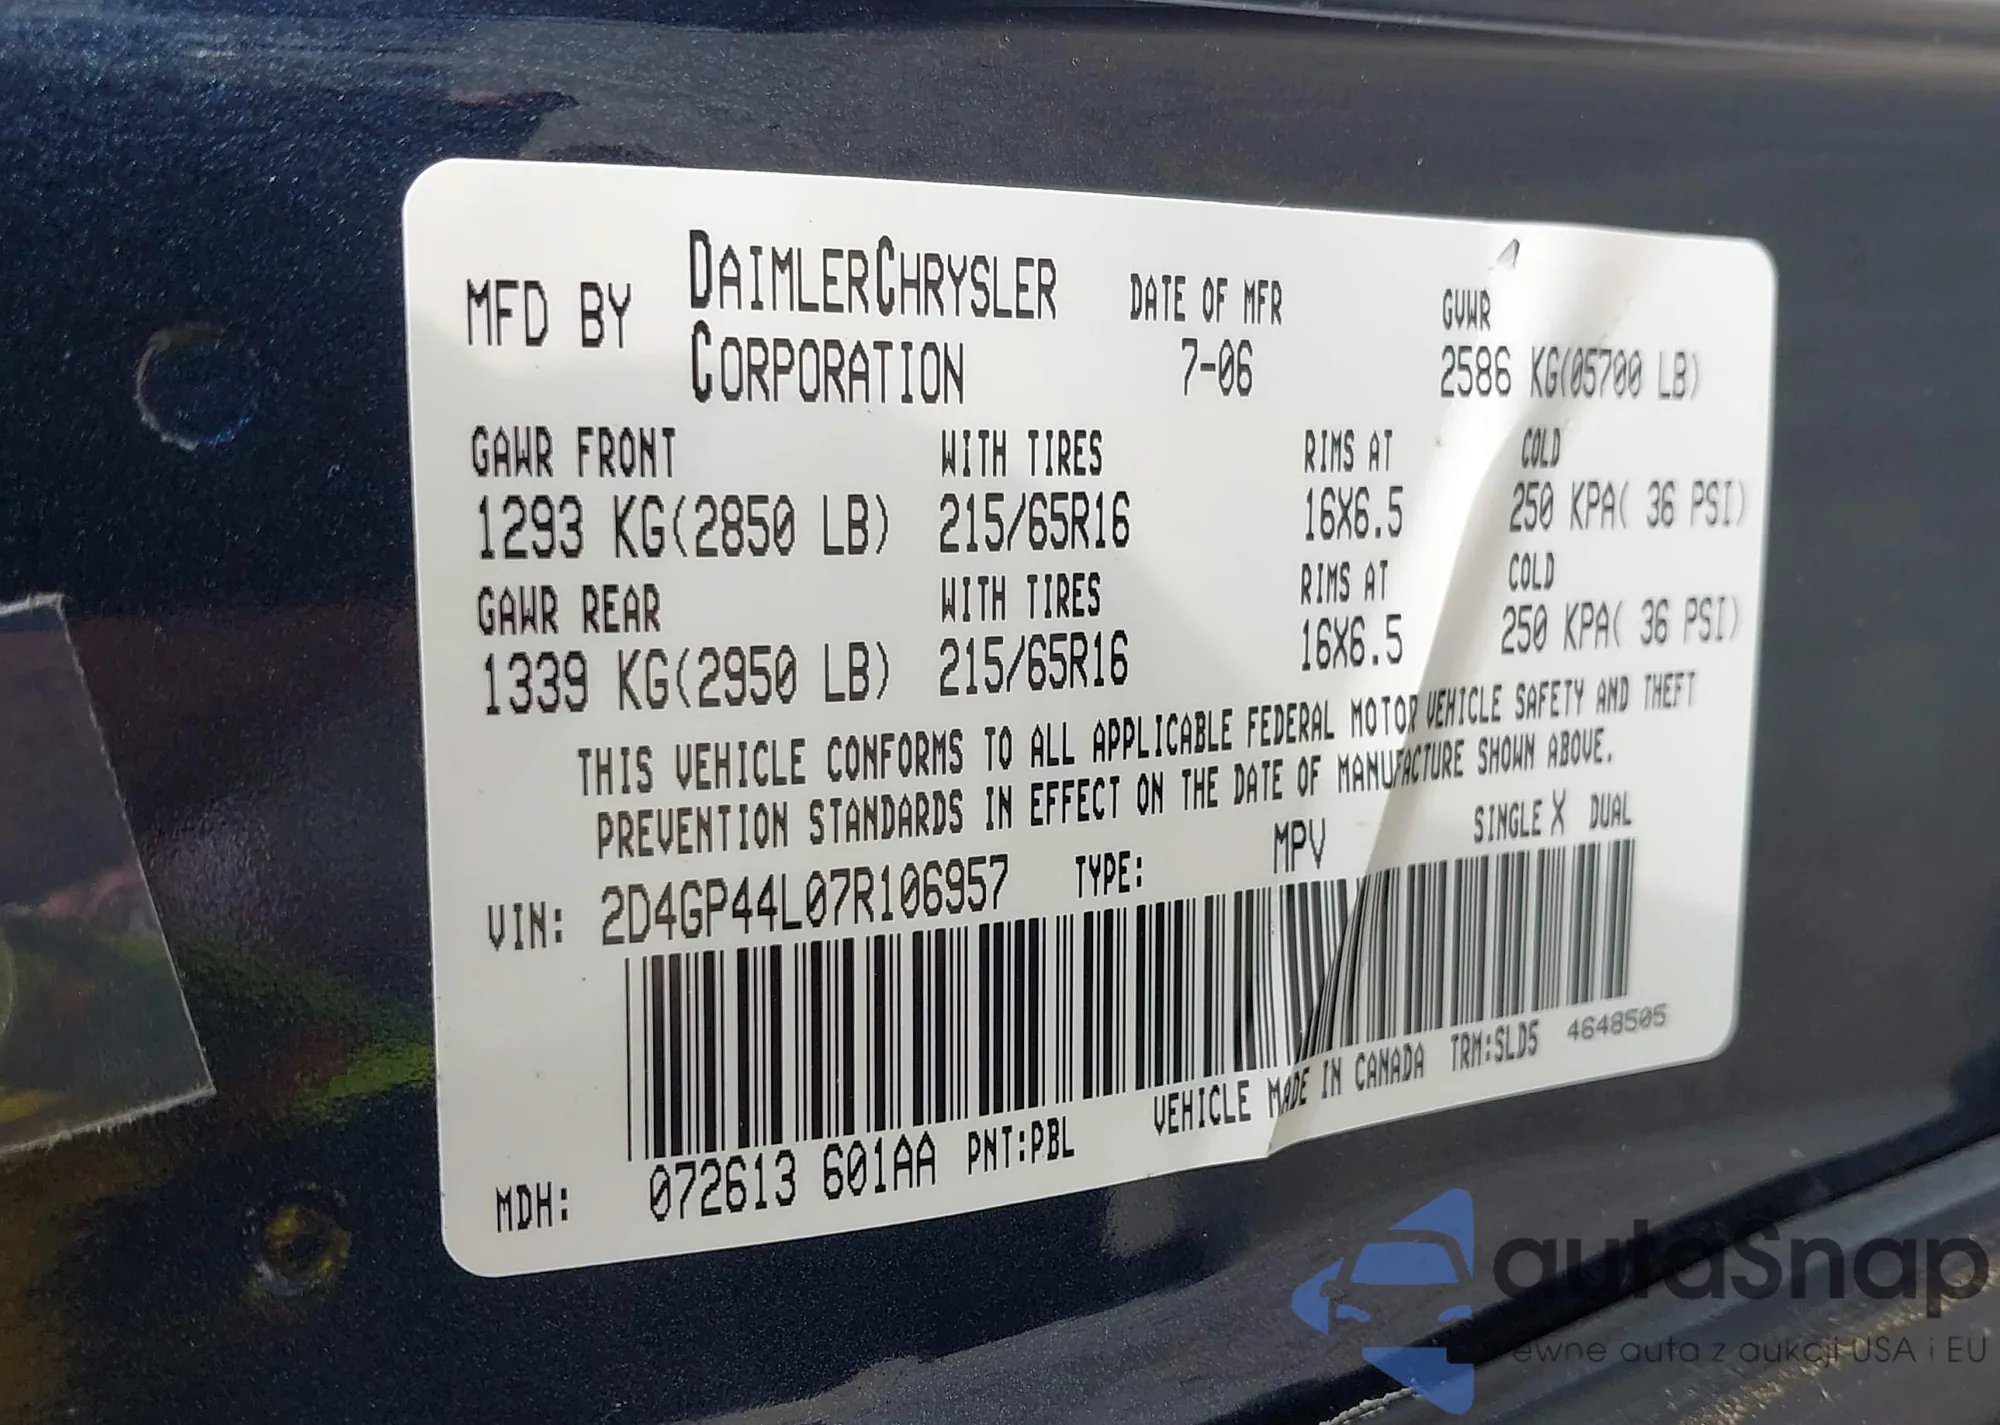 MFD BY DAIMLERCHRYSLER CORPORATION
DATE OF MFR 7-06
GVWR 2586 KG(05700 LB)
GAWR FRONT WITH TIRES RIMS AT COLD
1293 KG(2850 LB) 215/65R16 16X6.5 250 KPA( 36 PSI)
GAWR REAR WITH TIRES RIMS AT COLD
1339 KG(2950 LB) 215/65R16 16X6.5 250 KPA( 36 PSI)
THIS VEHICLE CONFORMS TO ALL APPLICABLE FEDERAL MOTOR VEHICLE SAFETY AND THEFT
PREVENTION STANDARDS IN EFFECT ON THE DATE OF MANUFACTURE SHOWN ABOVE.
VIN: 2D4GP44L07R106957 TYPE: MPV SINGLE X DUAL
MDH: 072613 601AA PNT:PBL VEHICLE MADE IN CANADA TRM:SLD5 4648505
autaSnap
ewne auta z aukcji USA i EU